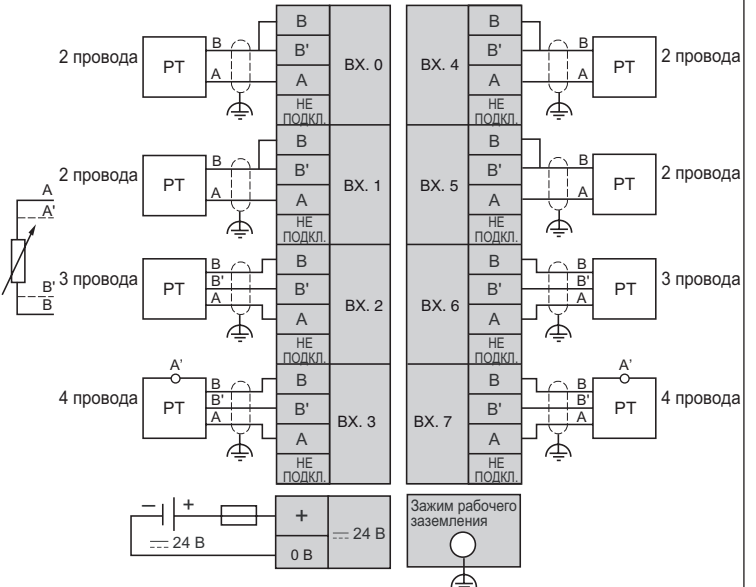 2 провода
PT
B
A
B
B'
A
НЕ
ПОДКЛ.
ВХ. 0
ВХ. 4
B
B'
A
НЕ
ПОДКЛ.
B
A
PT
2 провода
2 провода
PT
B
A
B
B'
A
НЕ
ПОДКЛ.
ВХ. 1
ВХ. 5
B
B'
A
НЕ
ПОДКЛ.
B
A
PT
2 провода
A
A'
B'
B
3 провода
PT
B
B'
A
B
B'
A
НЕ
ПОДКЛ.
ВХ. 2
ВХ. 6
B
B'
A
НЕ
ПОДКЛ.
B
B'
A
PT
3 провода
4 провода
A'
PT
B
B'
A
B
B'
A
НЕ
ПОДКЛ.
ВХ. 3
ВХ. 7
B
B'
A
НЕ
ПОДКЛ.
B
B'
A
A'
PT
4 провода
– +
24 В
+
0 В
24 В
Зажим рабочего
заземления